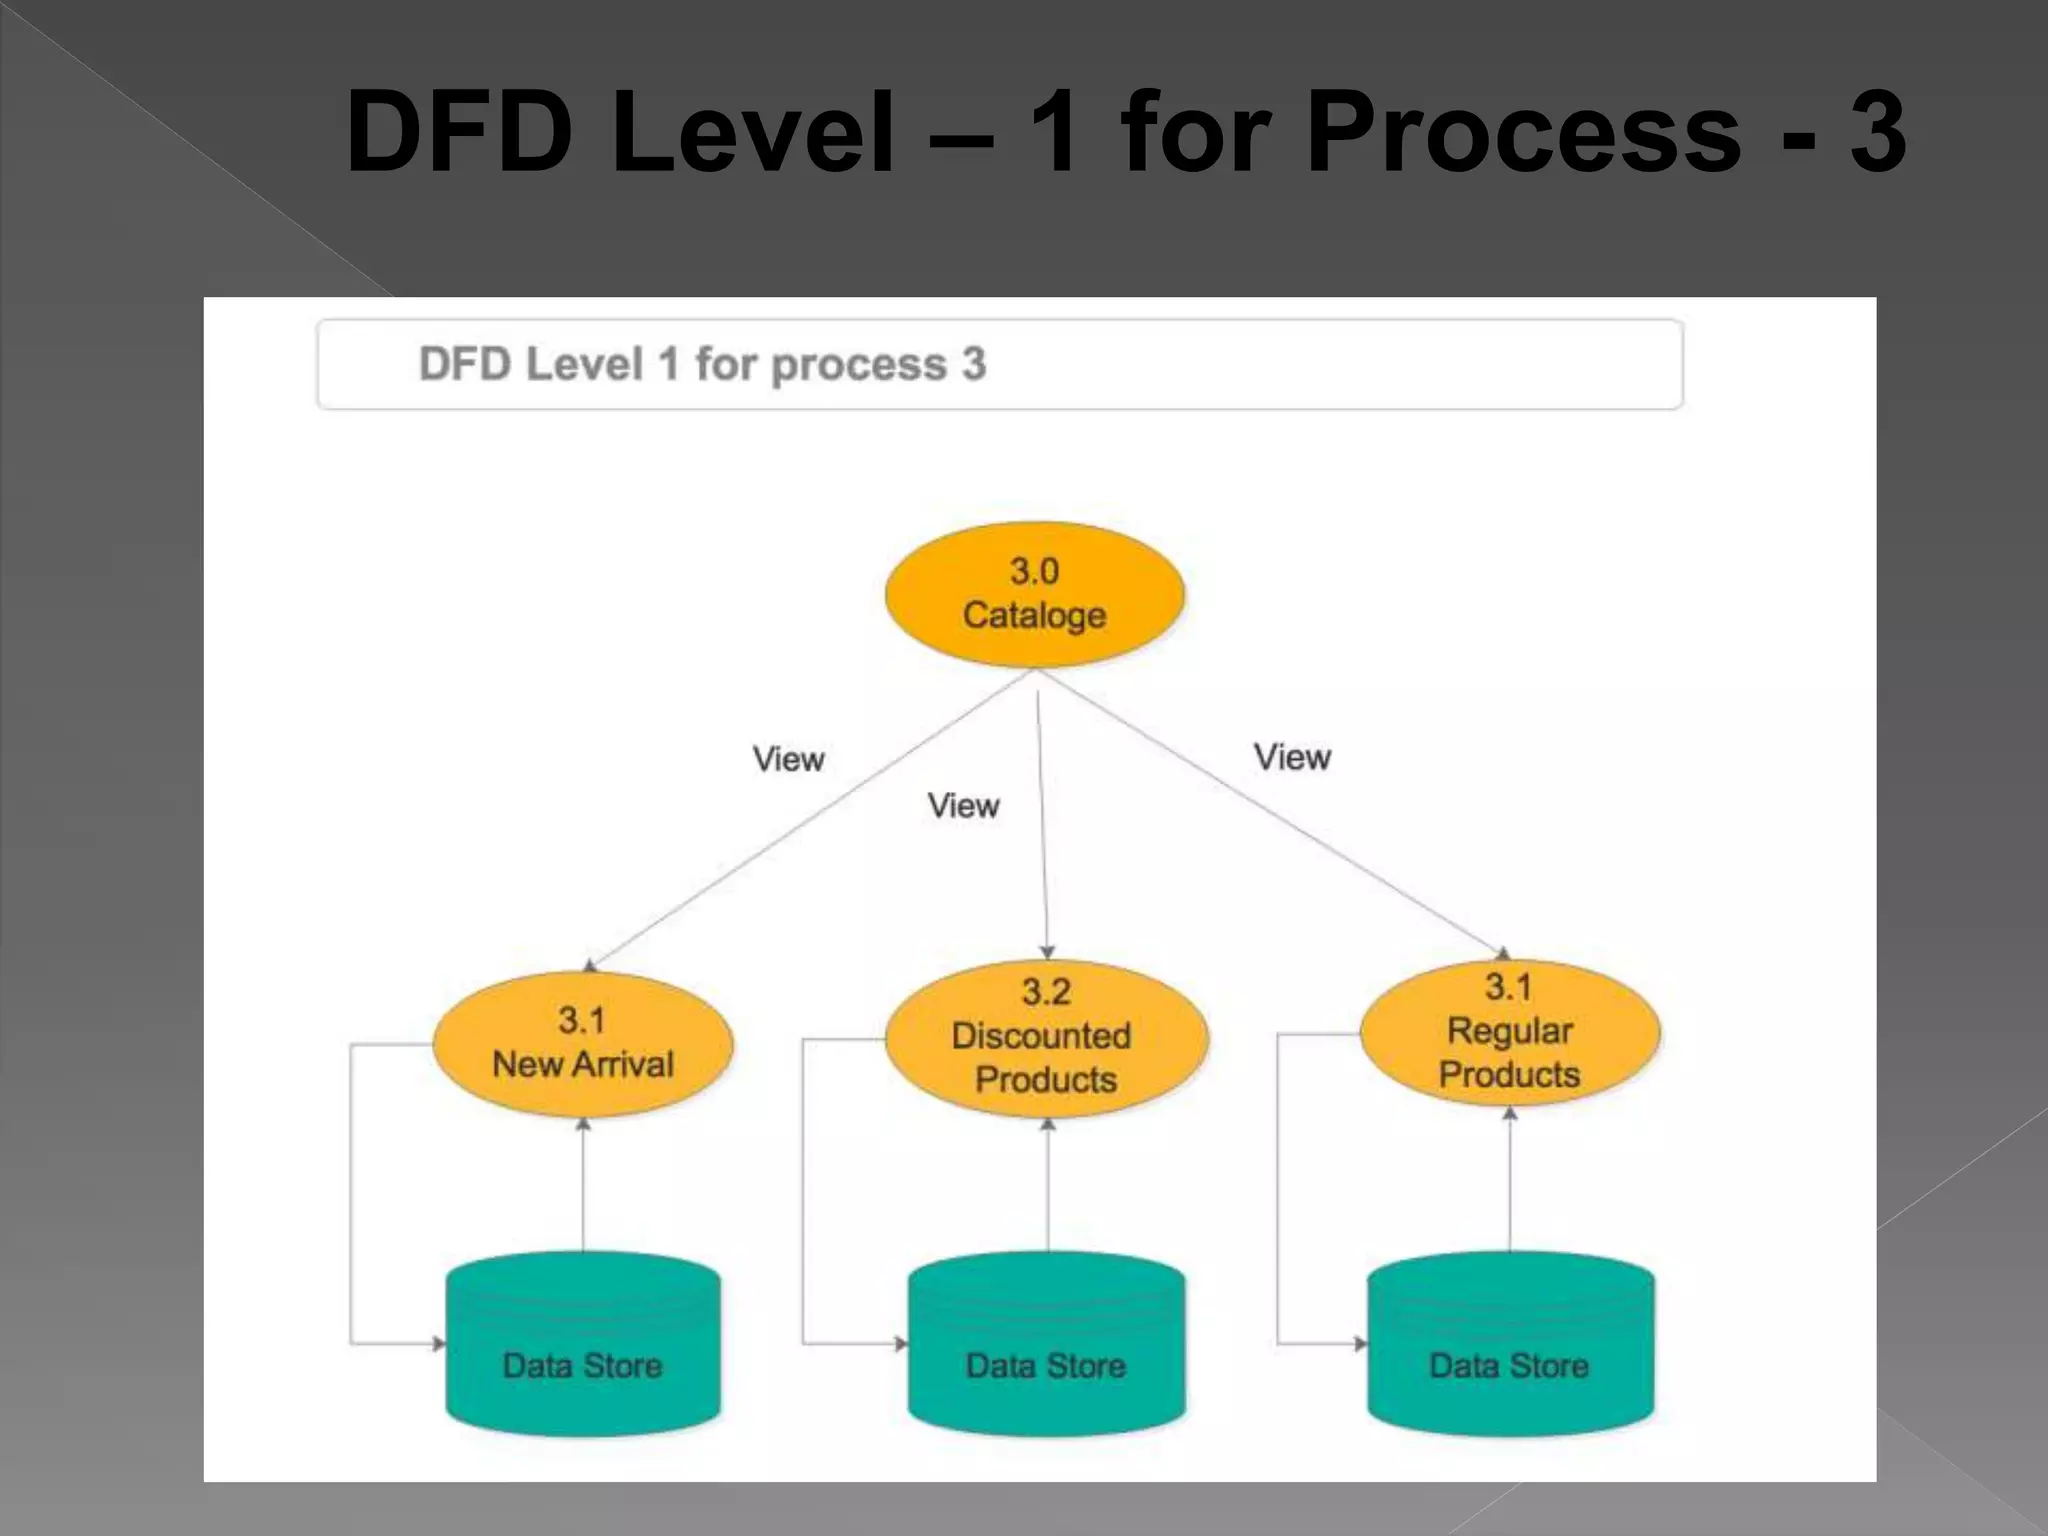 DFD Level – 1 for Process - 3
DFD Level 1 for process 3
3.0
Cataloge
View
View
View
3.1
New Arrival
3.2
Discounted
Products
3.1
Regular
Products
Data Store
Data Store
Data Store